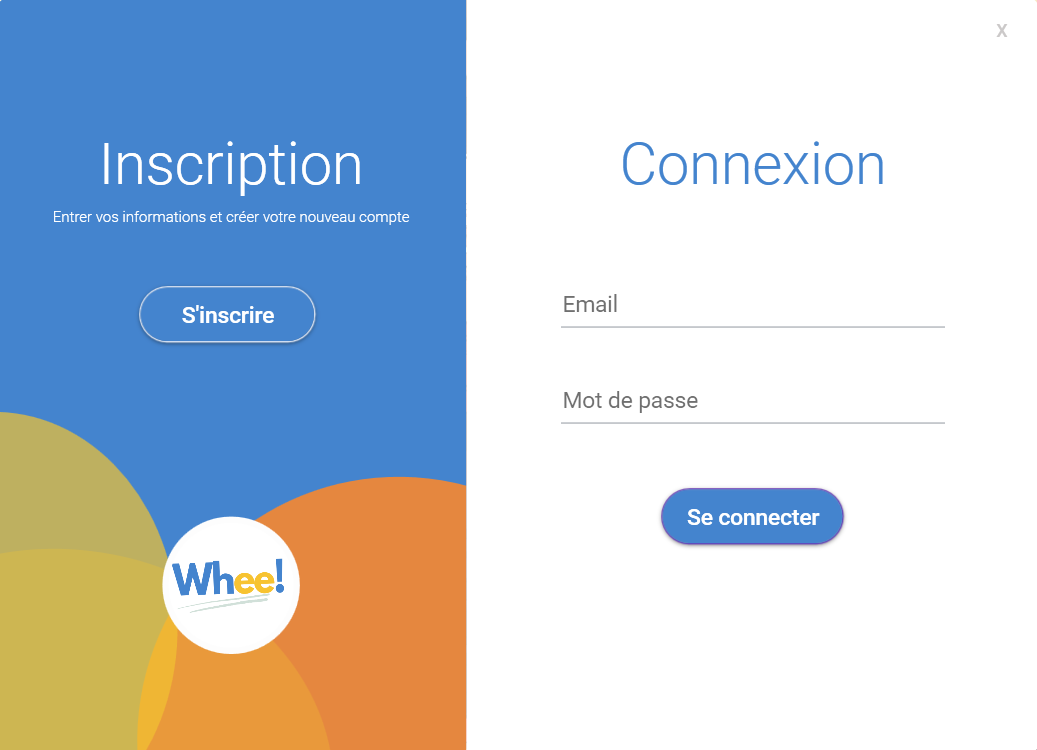 Inscription
Entrer vos informations et créer votre nouveau compte
S'inscrire
Whee!
X
Connexion
Email
Mot de passe
Se connecter